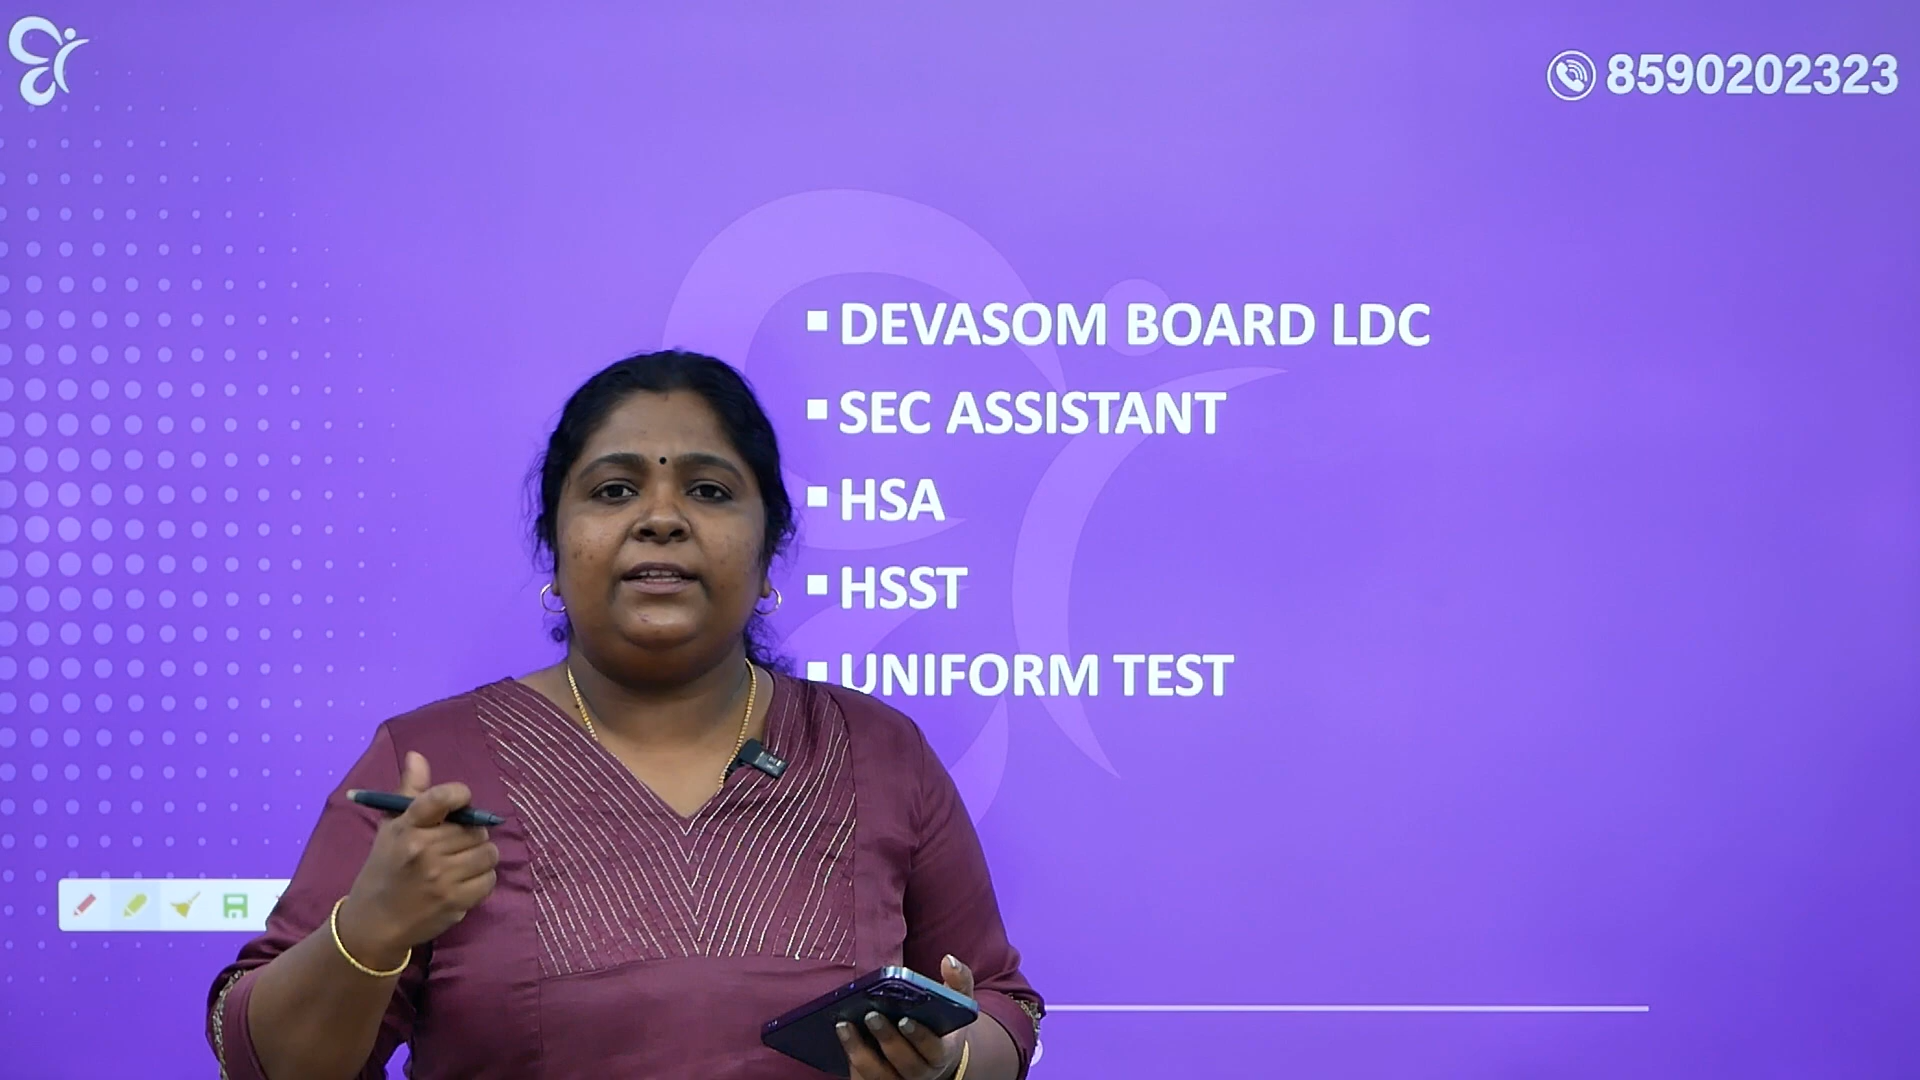 8590202323
▪ DEVASOM BOARD LDC
▪ SEC ASSISTANT
▪ HSA
▪ HSST
▪ UNIFORM TEST